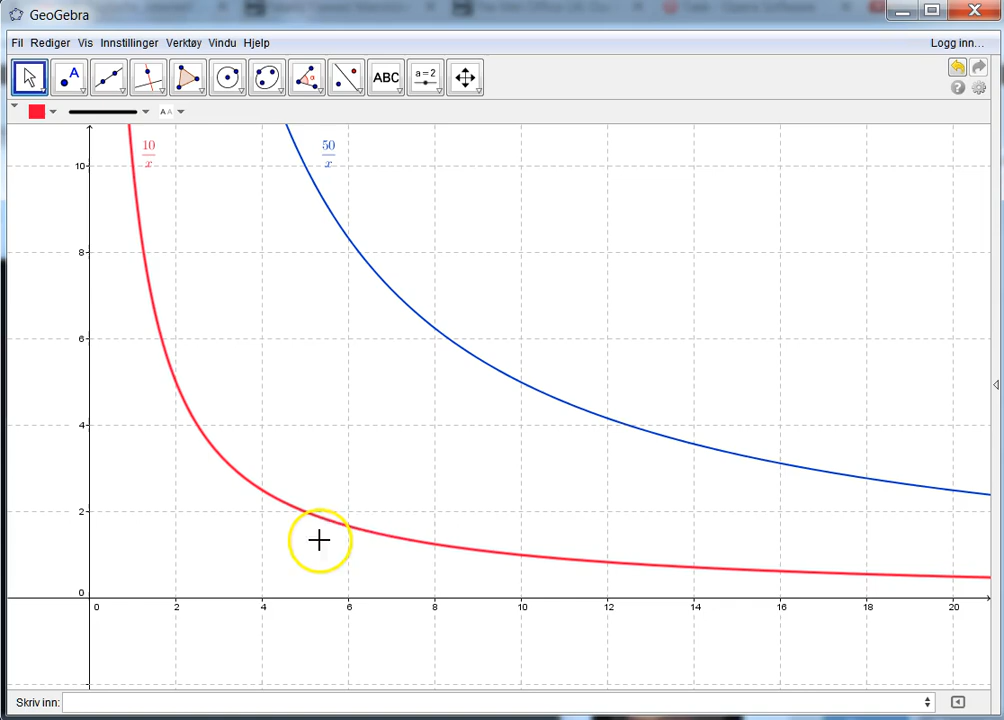 GeoGebra
Fil Rediger Vis Innstillinger Verktøy Vindu Hjelp Logg inn...
A ABC a=2
A A
10/x 50/x
10
8
6
4
2
0
0 2 4 6 8 10 12 14 16 18 20
Skriv inn: